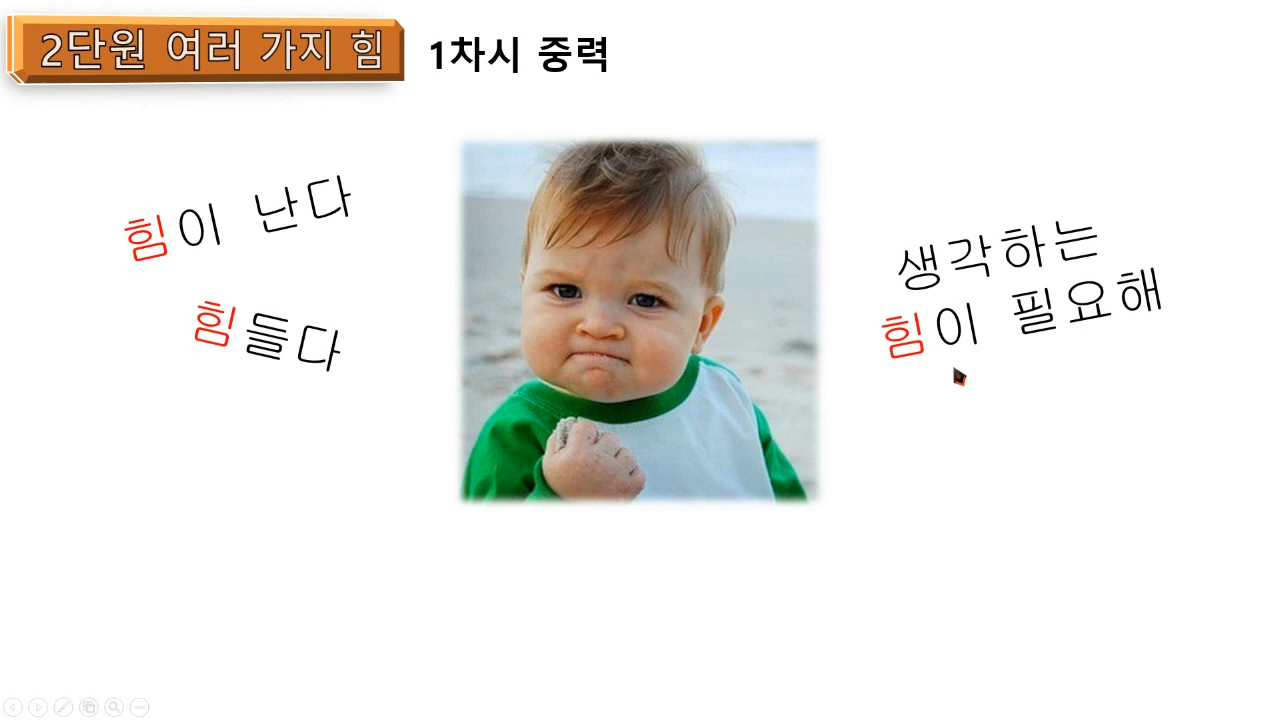 2단원 여러 가지 힘
1차시 중력
힘이 난다
힘들다
생각하는
힘이 필요해